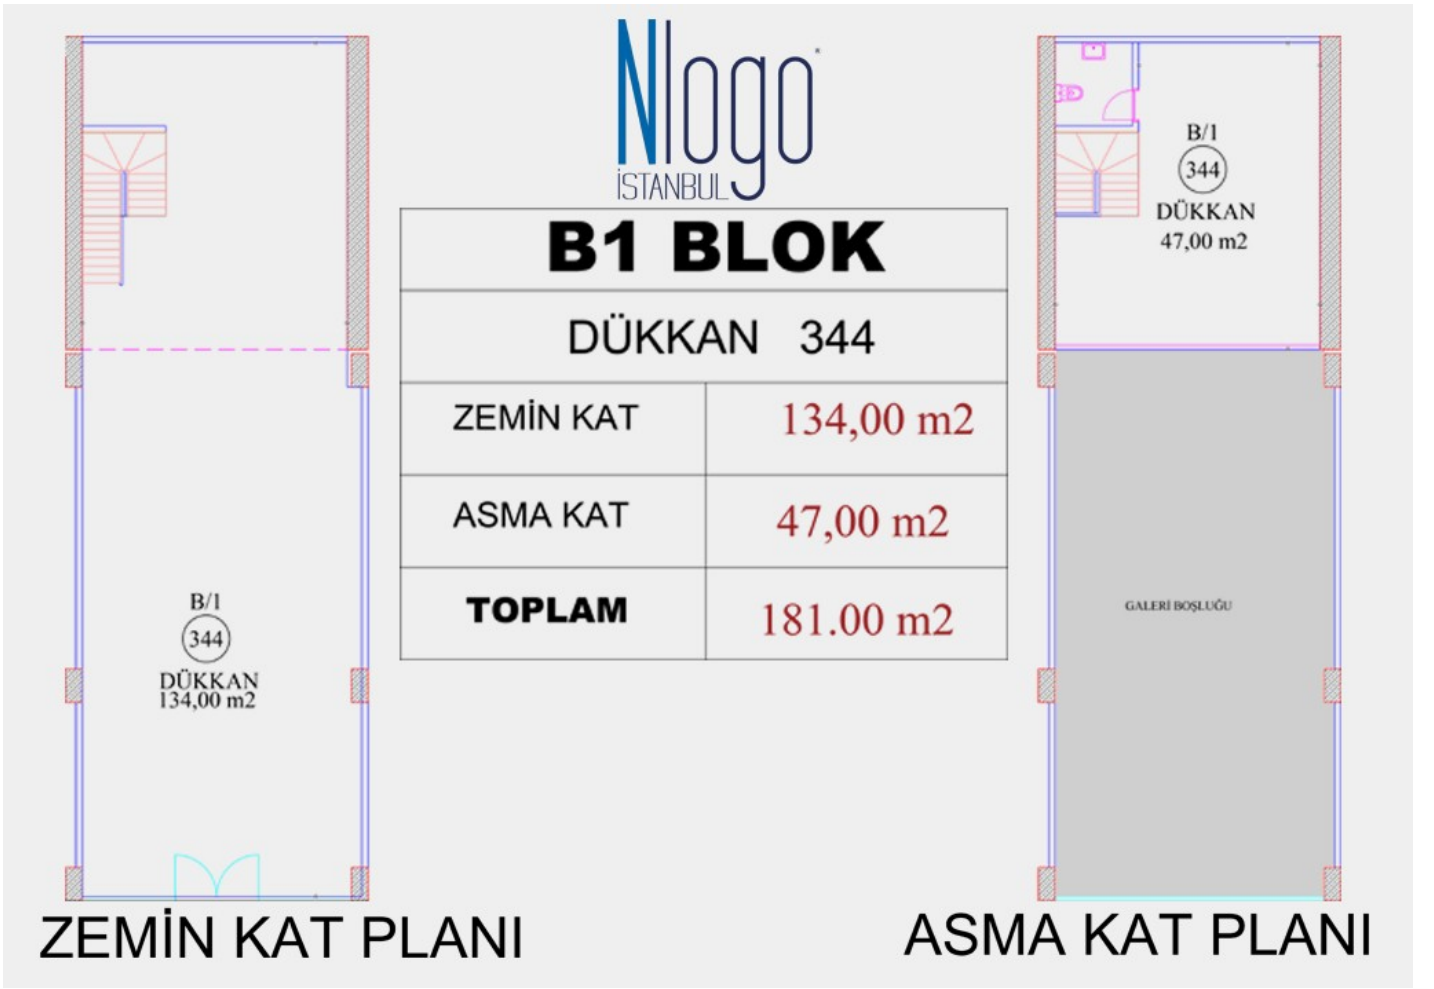 Nlogo
İSTANBUL
B1 BLOK
DÜKKAN 344
ZEMİN KAT 134,00 m2
ASMA KAT 47,00 m2
TOPLAM 181.00 m2
B/1
344
DÜKKAN
134,00 m2
ZEMİN KAT PLANI
B/1
344
DÜKKAN
47,00 m2
GALERİ BOŞLUĞU
ASMA KAT PLANI